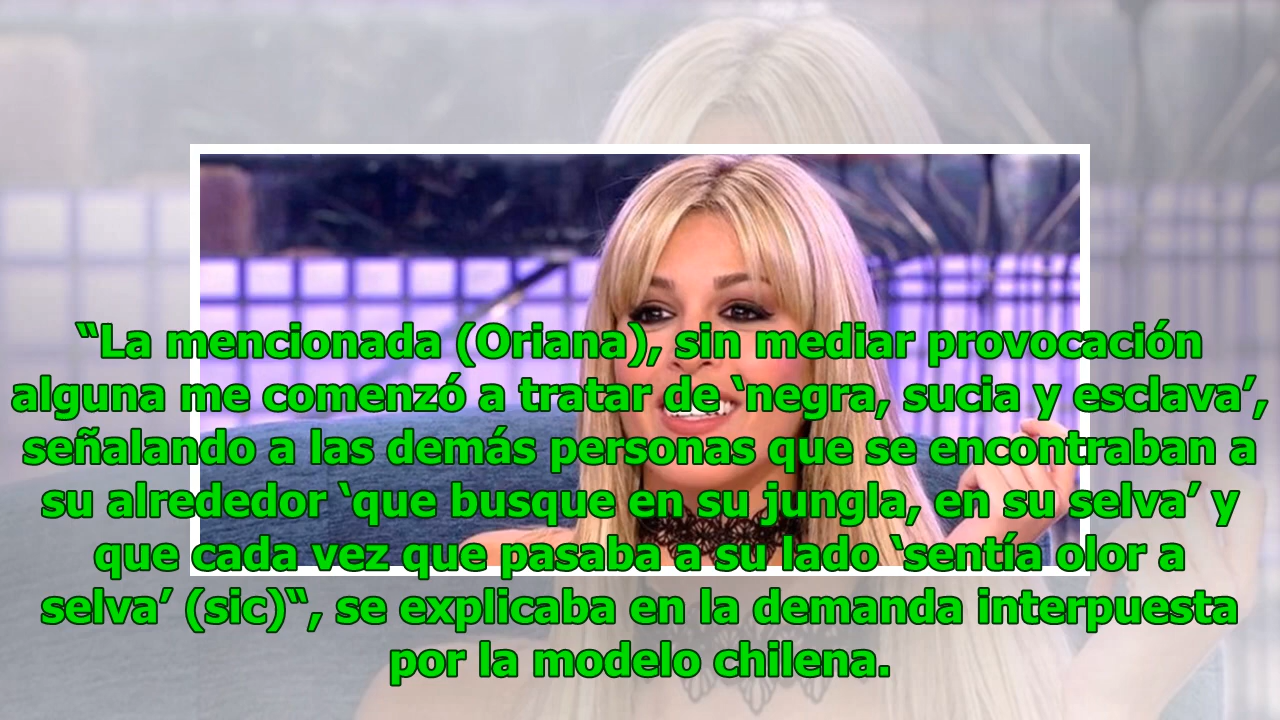 “La mencionada (Oriana), sin mediar provocación
alguna me comenzó a tratar de ‘negra, sucia y esclava’,
señalando a las demás personas que se encontraban a
su alrededor ‘que busque en su jungla, en su selva’ y
que cada vez que pasaba a su lado ‘sentía olor a
selva’ (sic)“, se explicaba en la demanda interpuesta
por la modelo chilena.